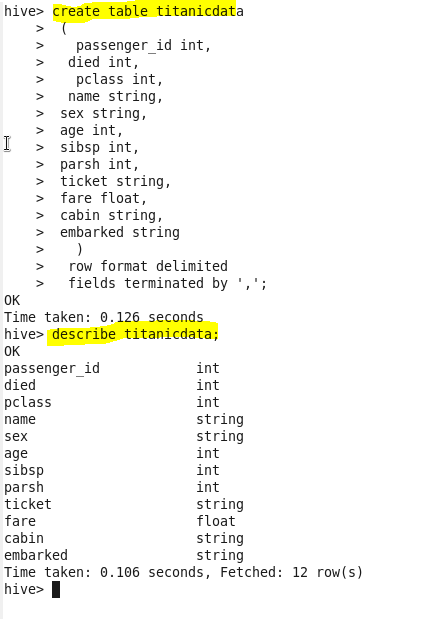 hive> create table titanicdata
    >  (
    >    passenger_id int,
    >   died int,
    >    pclass int,
    >   name string,
    >  sex string,
    >  age int,
    >  sibsp int,
    >  parsh int,
    >  ticket string,
    >  fare float,
    >  cabin string,
    >  embarked string
    >    )
    >   row format delimited
    >   fields terminated by ',';
OK
Time taken: 0.126 seconds
hive> describe titanicdata;
OK
passenger_id            int
died                    int
pclass                  int
name                    string
sex                     string
age                     int
sibsp                   int
parsh                   int
ticket                  string
fare                    float
cabin                   string
embarked                string
Time taken: 0.106 seconds, Fetched: 12 row(s)
hive>